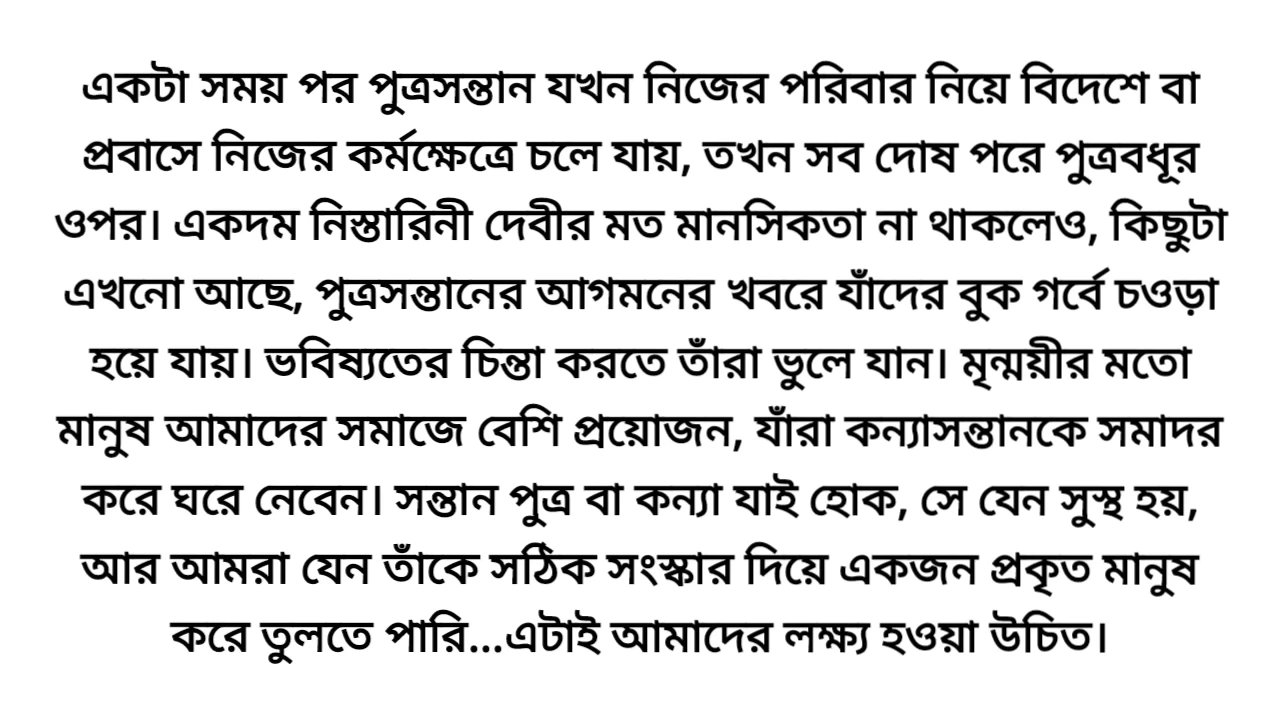 একটা সময় পর পুত্রসন্তান যখন নিজের পরিবার নিয়ে বিদেশে বা
প্রবাসে নিজের কর্মক্ষেত্রে চলে যায়, তখন সব দোষ পরে পুত্রবধূর
ওপর। একদম নিস্তারিনী দেবীর মত মানসিকতা না থাকলেও, কিছুটা
এখনো আছে, পুত্রসন্তানের আগমনের খবরে যাঁদের বুক গর্বে চওড়া
হয়ে যায়। ভবিষ্যতের চিন্তা করতে তাঁরা ভুলে যান। মৃন্ময়ীর মতো
মানুষ আমাদের সমাজে বেশি প্রয়োজন, যাঁরা কন্যাসন্তানকে সমাদর
করে ঘরে নেবেন। সন্তান পুত্র বা কন্যা যাই হোক, সে যেন সুস্থ হয়,
আর আমরা যেন তাঁকে সঠিক সংস্কার দিয়ে একজন প্রকৃত মানুষ
করে তুলতে পারি...এটাই আমাদের লক্ষ্য হওয়া উচিত।